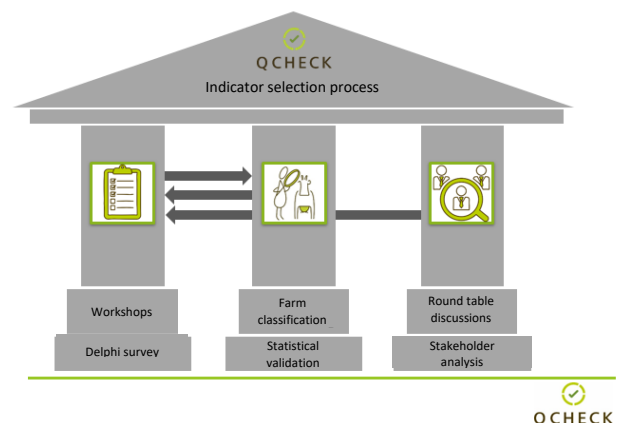 QCHECK
Indicator selection process
Workshops
Delphi survey
Farm
classification
Statistical
validation
Round table
discussions
Stakeholder
analysis
QCHECK